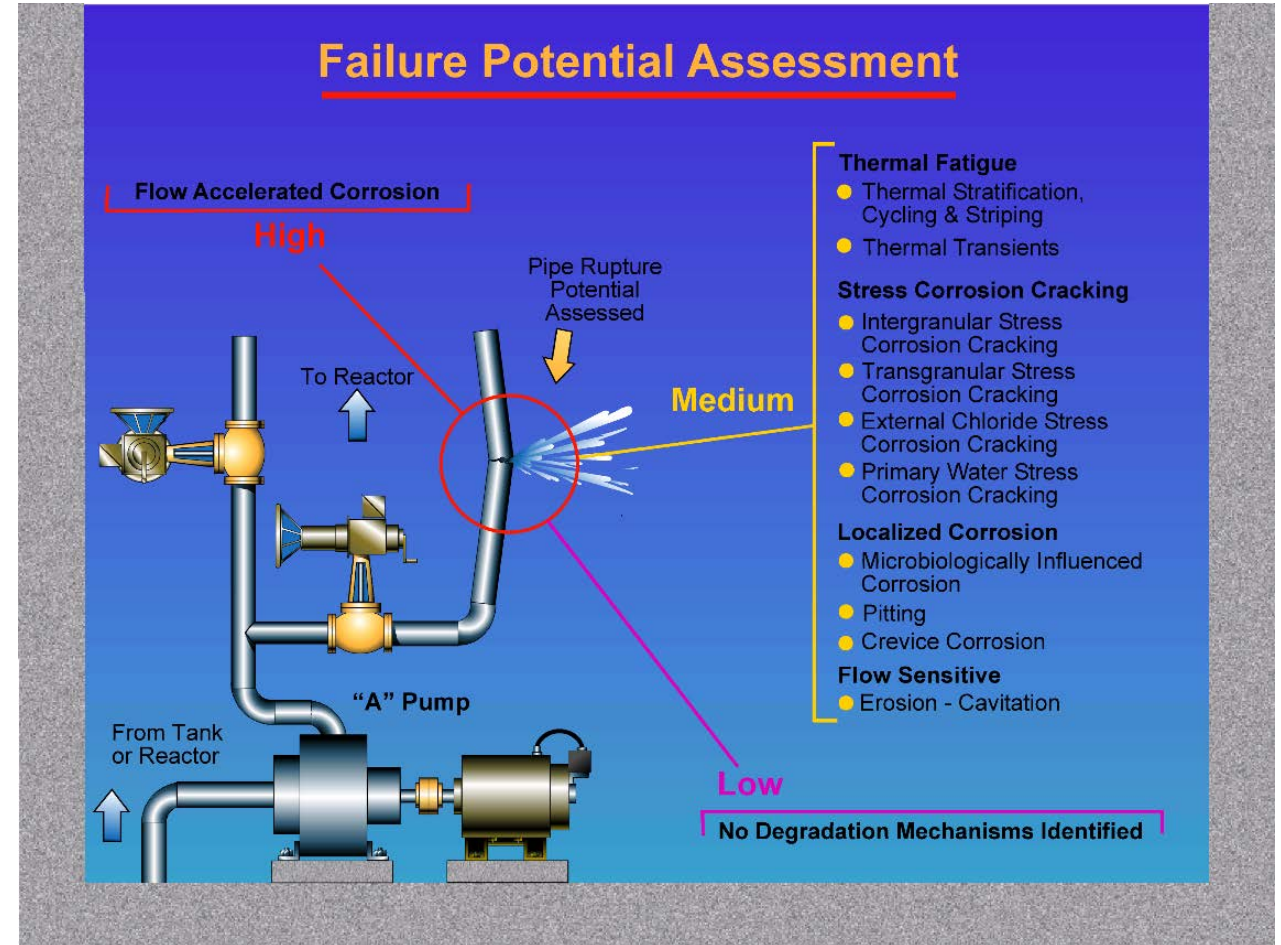 Failure Potential Assessment
Flow Accelerated Corrosion
High
Pipe Rupture
Potential
Assessed
To Reactor
Medium
Thermal Fatigue
Thermal Stratification,
Cycling & Striping
Thermal Transients
Stress Corrosion Cracking
Intergranular Stress
Corrosion Cracking
Transgranular Stress
Corrosion Cracking
External Chloride Stress
Corrosion Cracking
Primary Water Stress
Corrosion Cracking
Localized Corrosion
Microbiologically Influenced
Corrosion
Pitting
Crevice Corrosion
Flow Sensitive
Erosion - Cavitation
“A” Pump
From Tank
or Reactor
Low
No Degradation Mechanisms Identified